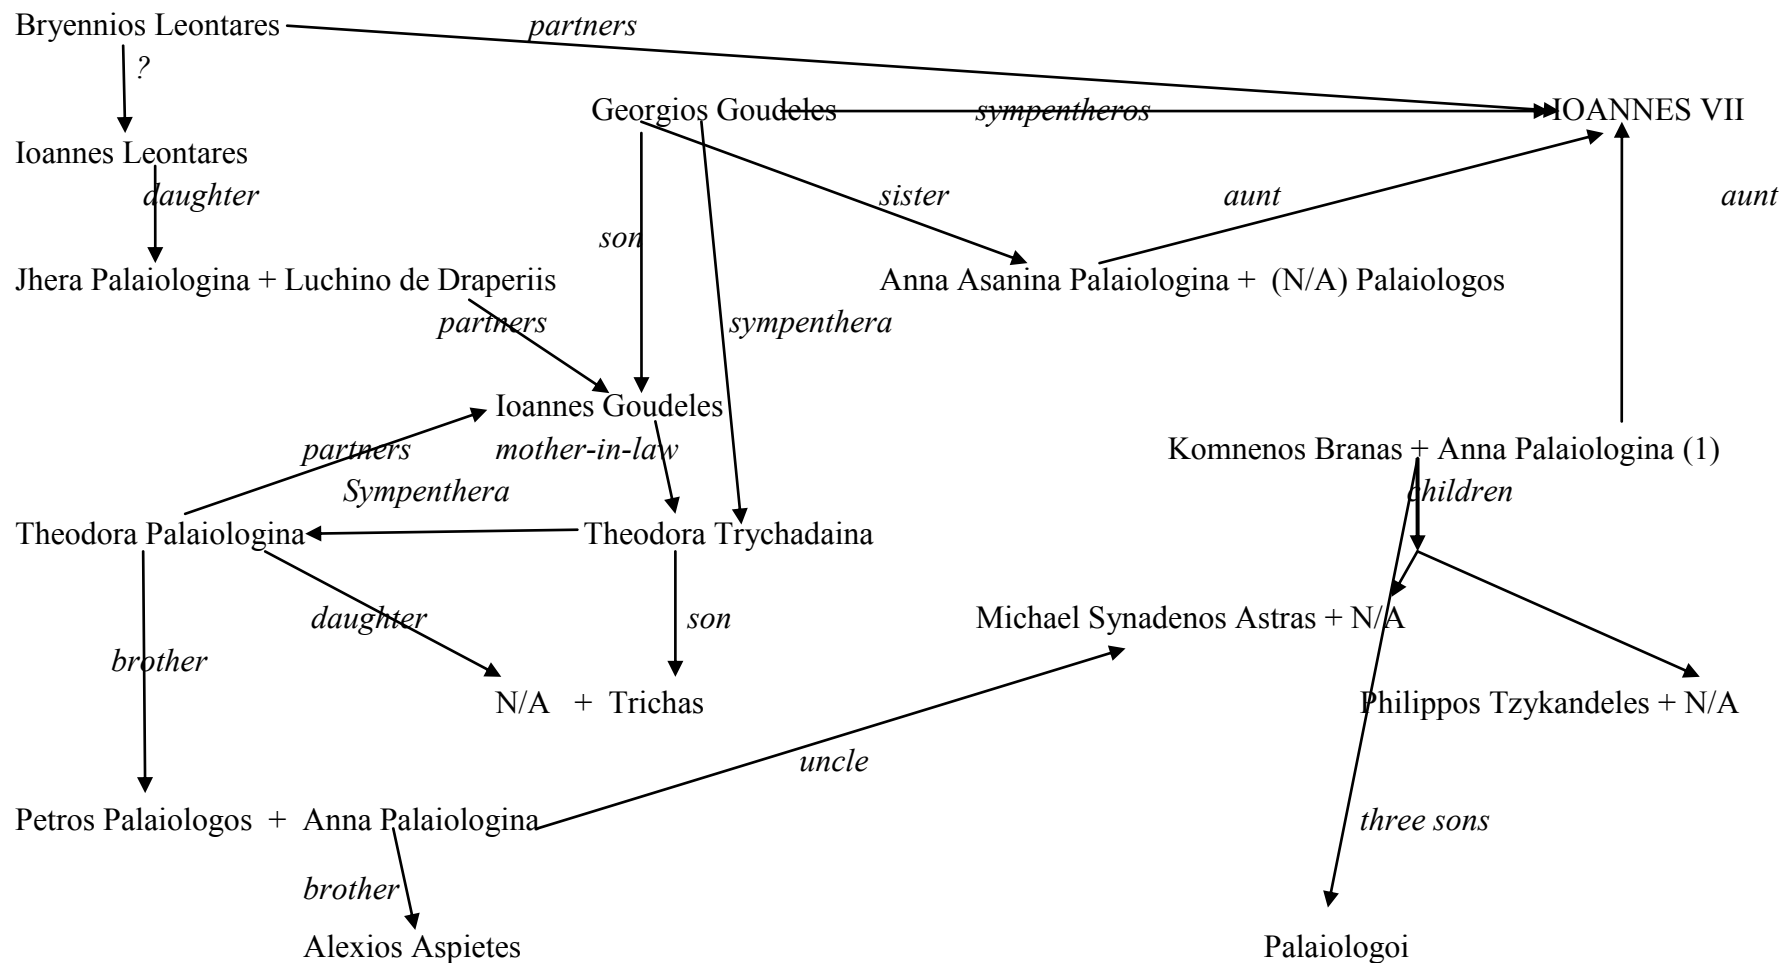 Bryennios Leontares partners
?
Georgios Goudeles sympentheros IOANNES VII
Ioannes Leontares
daughter sister aunt aunt
son
Jhera Palaiologina + Luchino de Draperiis Anna Asanina Palaiologina + (N/A) Palaiologos
partners sympenthera
Ioannes Goudeles
partners mother-in-law Komnenos Branas + Anna Palaiologina (1)
Sympenthera children
Theodora Palaiologina Theodora Trychadaina
daughter son Michael Synadenos Astras + N/A
brother
N/A + Trichas Philippos Tzykandeles + N/A
uncle
Petros Palaiologos + Anna Palaiologina three sons
brother
Alexios Aspietes Palaiologoi